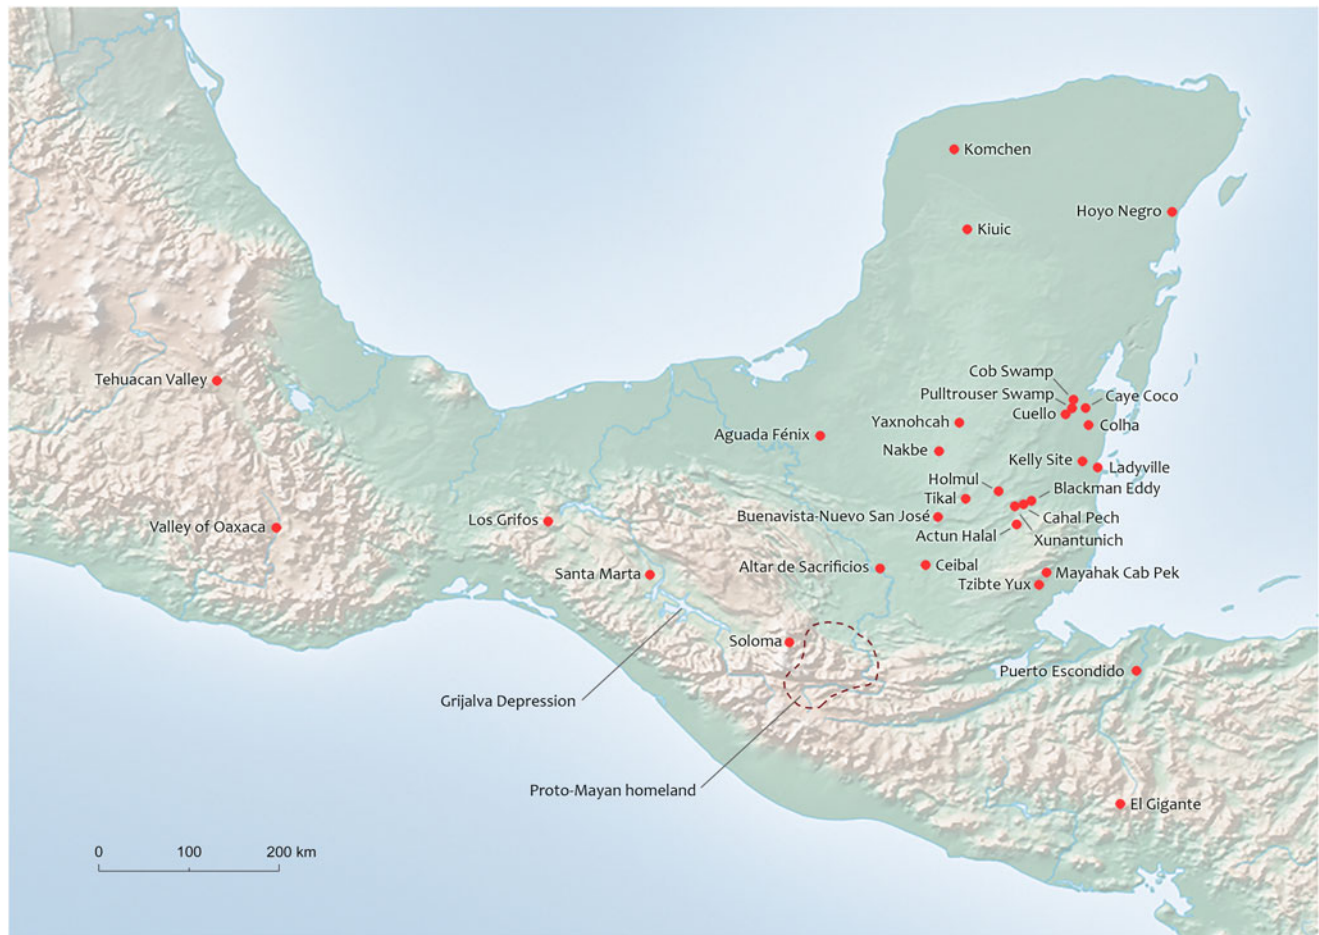 Komchen
Hoyo Negro
Kiuic
Cob Swamp
Tehuacan Valley
Pulltrouser Swamp
Caye Coco
Cuello
Yaxnohcah
Colha
Aguada Fénix
Nakbe
Kelly Site
Ladyville
Holmul
Blackman Eddy
Tikal
Buenavista-Nuevo San José
Cahal Pech
Los Grifos
Valley of Oaxaca
Actun Halal
Xunantunich
Santa Marta
Altar de Sacrificios
Ceibal
Mayahak Cab Pek
Tzibte Yux
Soloma
Puerto Escondido
Grijalva Depression
Proto-Mayan homeland
El Gigante
0 100 200 km